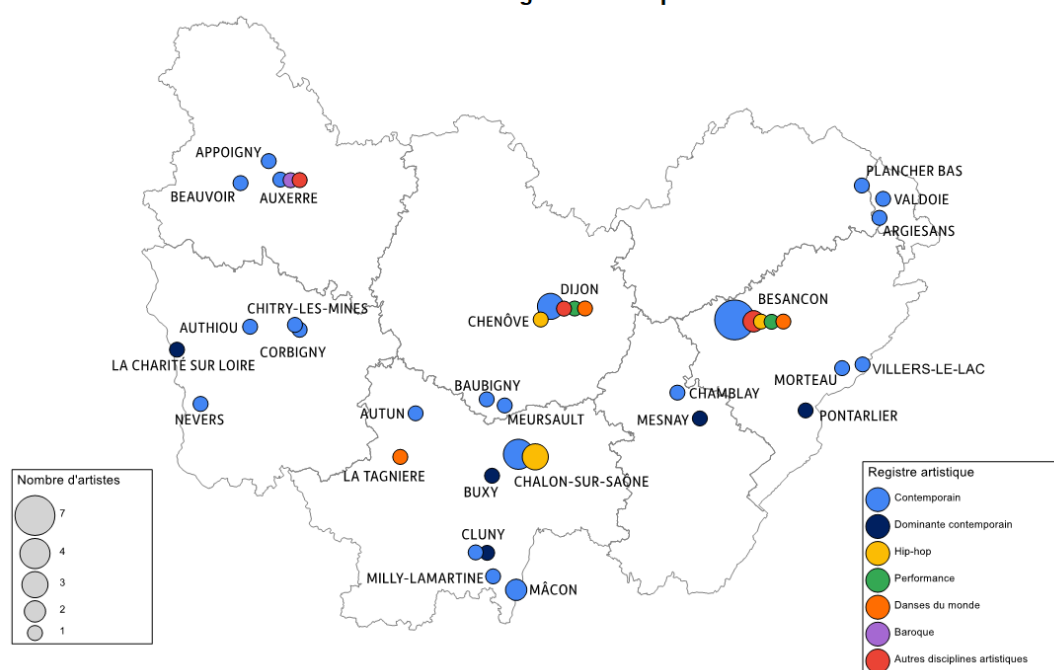 APPOIGNY
BEAUVOIR
AUXERRE
PLANCHER BAS
VALDOIE
ARGIESANS
DIJON
CHENÔVE
BESANCON
CHITRY-LES-MINES
AUTHIOU
CORBIGNY
LA CHARITÉ SUR LOIRE
NEVERS
VILLERS-LE-LAC
MORTEAU
PONTARLIER
CHAMBLAY
MESNAY
BAUBIGNY
MEURSAULT
AUTUN
LA TAGNIERE
CHALON-SUR-SAÔNE
BUXY
CLUNY
MILLY-LAMARTINE
MÂCON
Nombre d'artistes
7
4
3
2
1
Registre artistique
Contemporain
Dominante contemporain
Hip-hop
Performance
Danses du monde
Baroque
Autres disciplines artistiques